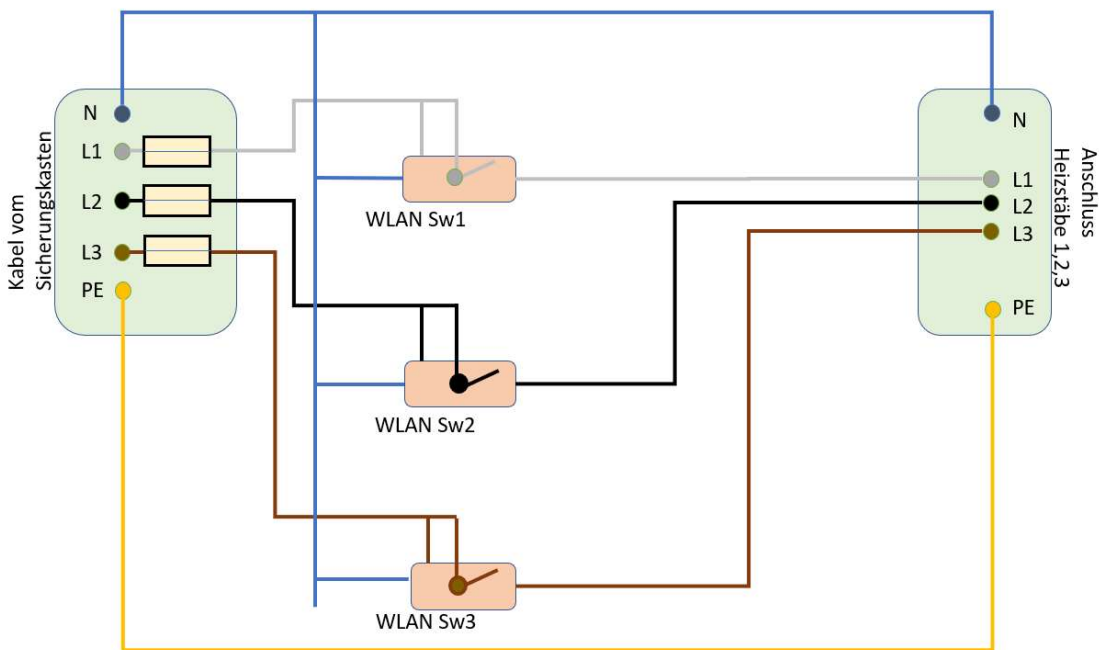 Kabel vom
Sicherungskasten
N
L1
L2
L3
PE
WLAN Sw1
WLAN Sw2
WLAN Sw3
N
L1
L2
L3
PE
Anschluss
Heizstäbe 1,2,3